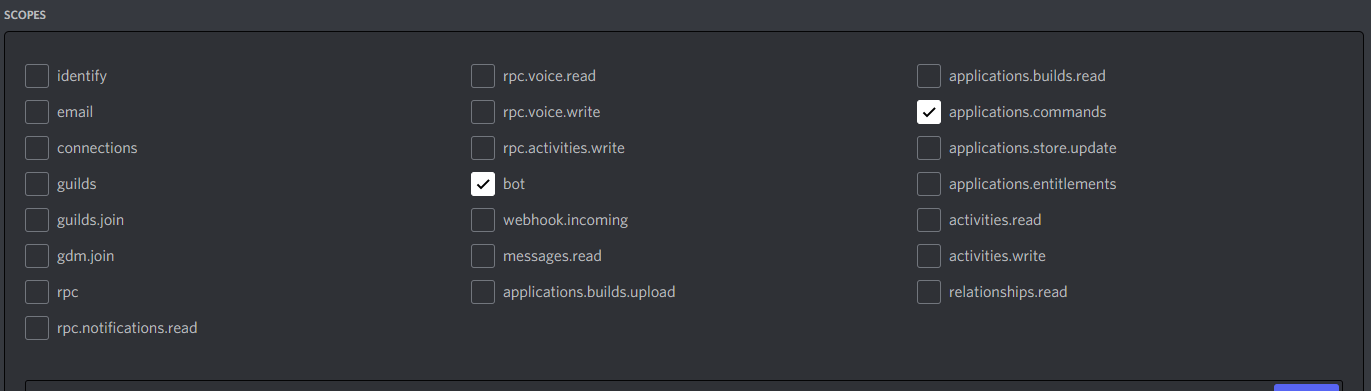 SCOPES
identify
email
connections
guilds
guilds.join
gdm.join
rpc
rpc.notifications.read
rpc.voice.read
rpc.voice.write
rpc.activities.write
bot
webhook.incoming
messages.read
applications.builds.upload
applications.builds.read
applications.commands
applications.store.update
applications.entitlements
activities.read
activities.write
relationships.read